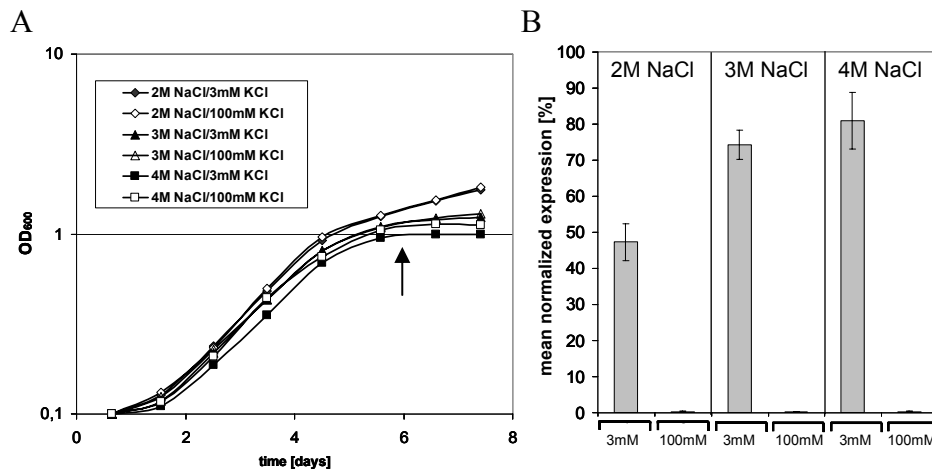 A
10
1
0,1
OD600
0
2
4
6
8
time [days]
2M NaCl/3mM KCl
2M NaCl/100mM KCl
3M NaCl/3mM KCl
3M NaCl/100mM KCl
4M NaCl/3mM KCl
4M NaCl/100mM KCl
B
mean normalized expression [%]
100
90
80
70
60
50
40
30
20
10
0
2M NaCl
3M NaCl
4M NaCl
3mM
100mM
3mM
100mM
3mM
100mM